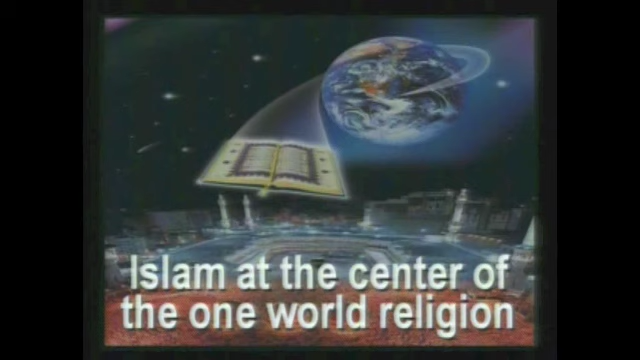 Islam at the center of
the one world religion